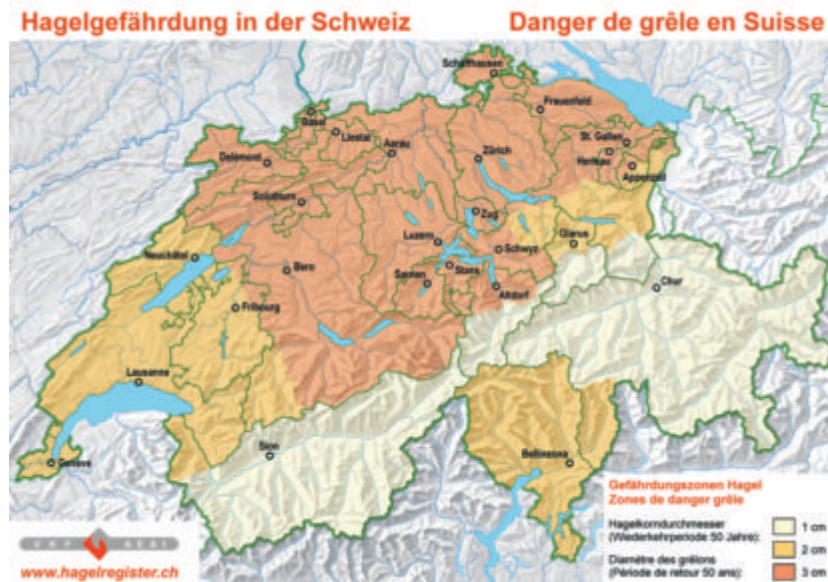 Hagelgefährdung in der Schweiz
Danger de grêle en Suisse
Schaffhausen
Basel
Liestal
Frauenfeld
Aarau
St. Gallen
Delémont
Zürich
Herisau
Appenzell
Solothurn
Zug
Luzern
Glarus
Neuchâtel
Schwyz
Bern
Stans
Sarnen
Altdorf
Chur
Fribourg
Lausanne
Sion
Bellinzona
Genève
Gefährdungszonen Hagel
Zones de danger grêle
Hagelkorndurchmesser
(Wiederkehrperiode 50 Jahre):
1 cm
2 cm
Diamètre des grêlons
(Période de retour 50 ans):
3 cm
VKF AEAI
www.hagelregister.ch